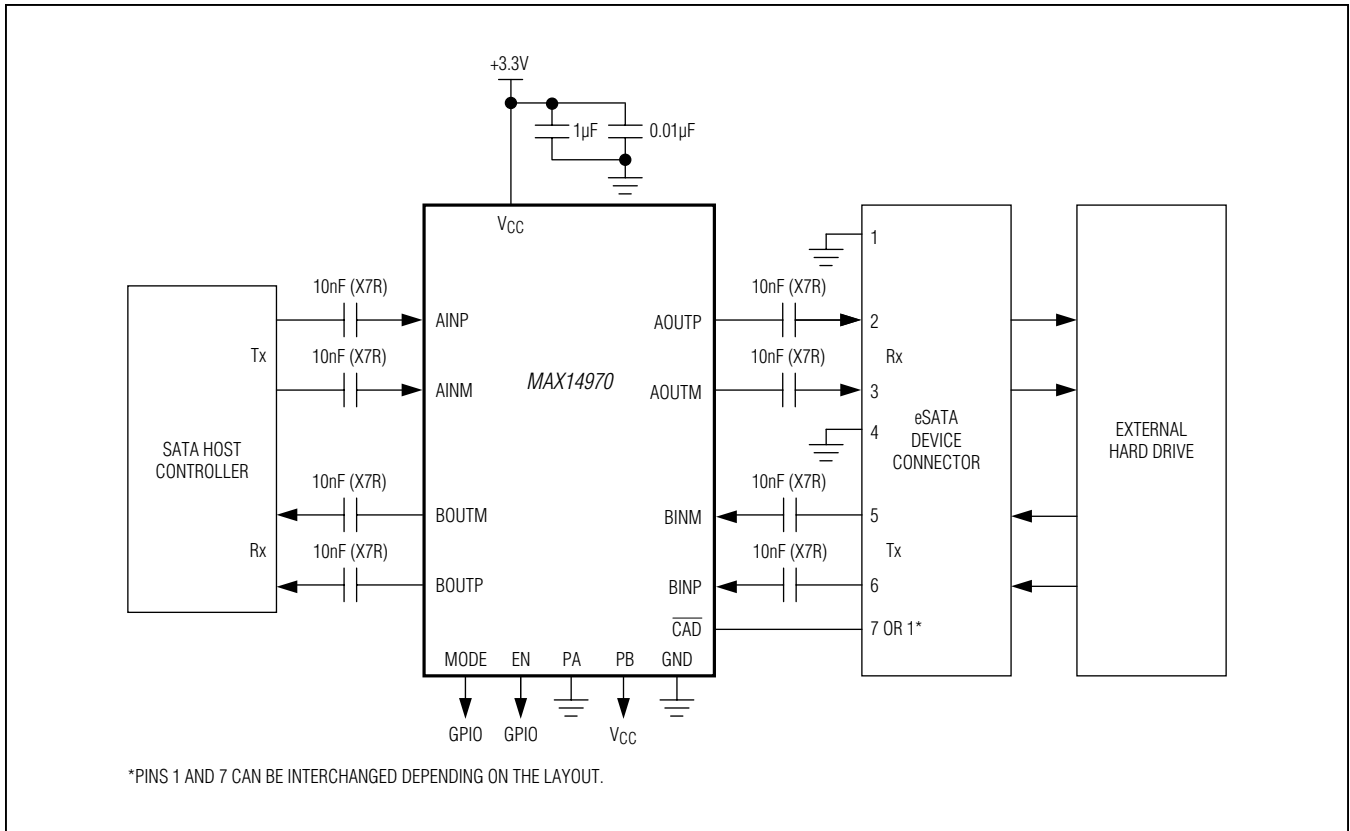 +3.3V
1µF
0.01µF
VCC
1
10nF (X7R)
10nF (X7R)
AINP
AOUTP
2
Tx
10nF (X7R)
10nF (X7R)
Rx
MAX14970
AINM
AOUTM
3
eSATA
DEVICE
CONNECTOR
4
SATA HOST
CONTROLLER
EXTERNAL
HARD DRIVE
10nF (X7R)
10nF (X7R)
BOUTM
BINM
5
Rx
10nF (X7R)
10nF (X7R)
Tx
BOUTP
BINP
6
CAD
7 OR 1*
MODE
EN
PA
PB
GND
GPIO
GPIO
VCC
*PINS 1 AND 7 CAN BE INTERCHANGED DEPENDING ON THE LAYOUT.